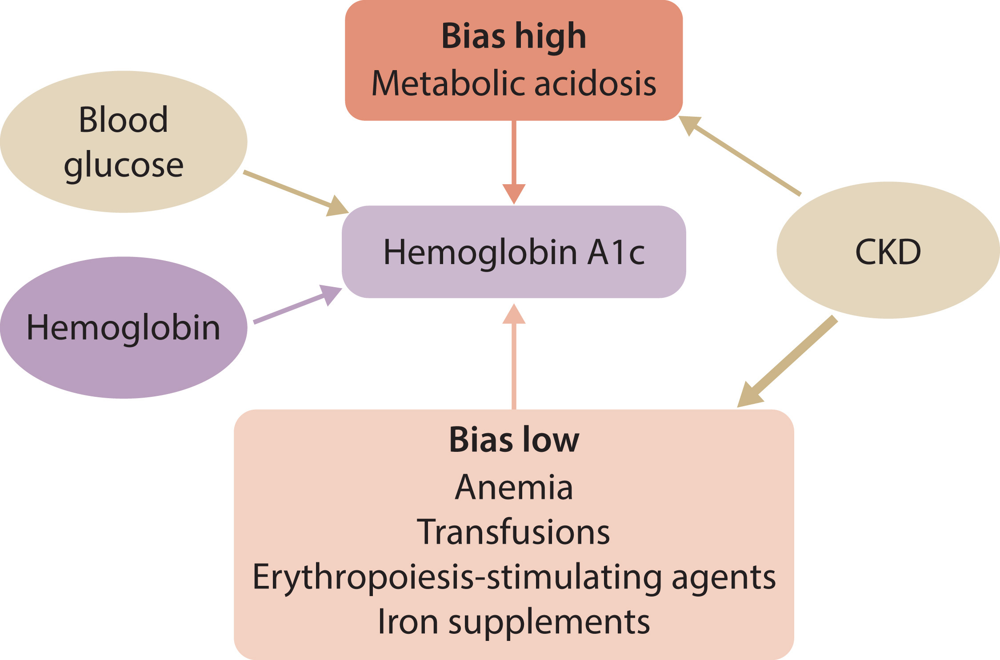 Bias high
Metabolic acidosis
Blood
glucose
Hemoglobin A1c
CKD
Hemoglobin
Bias low
Anemia
Transfusions
Erythropoiesis-stimulating agents
Iron supplements